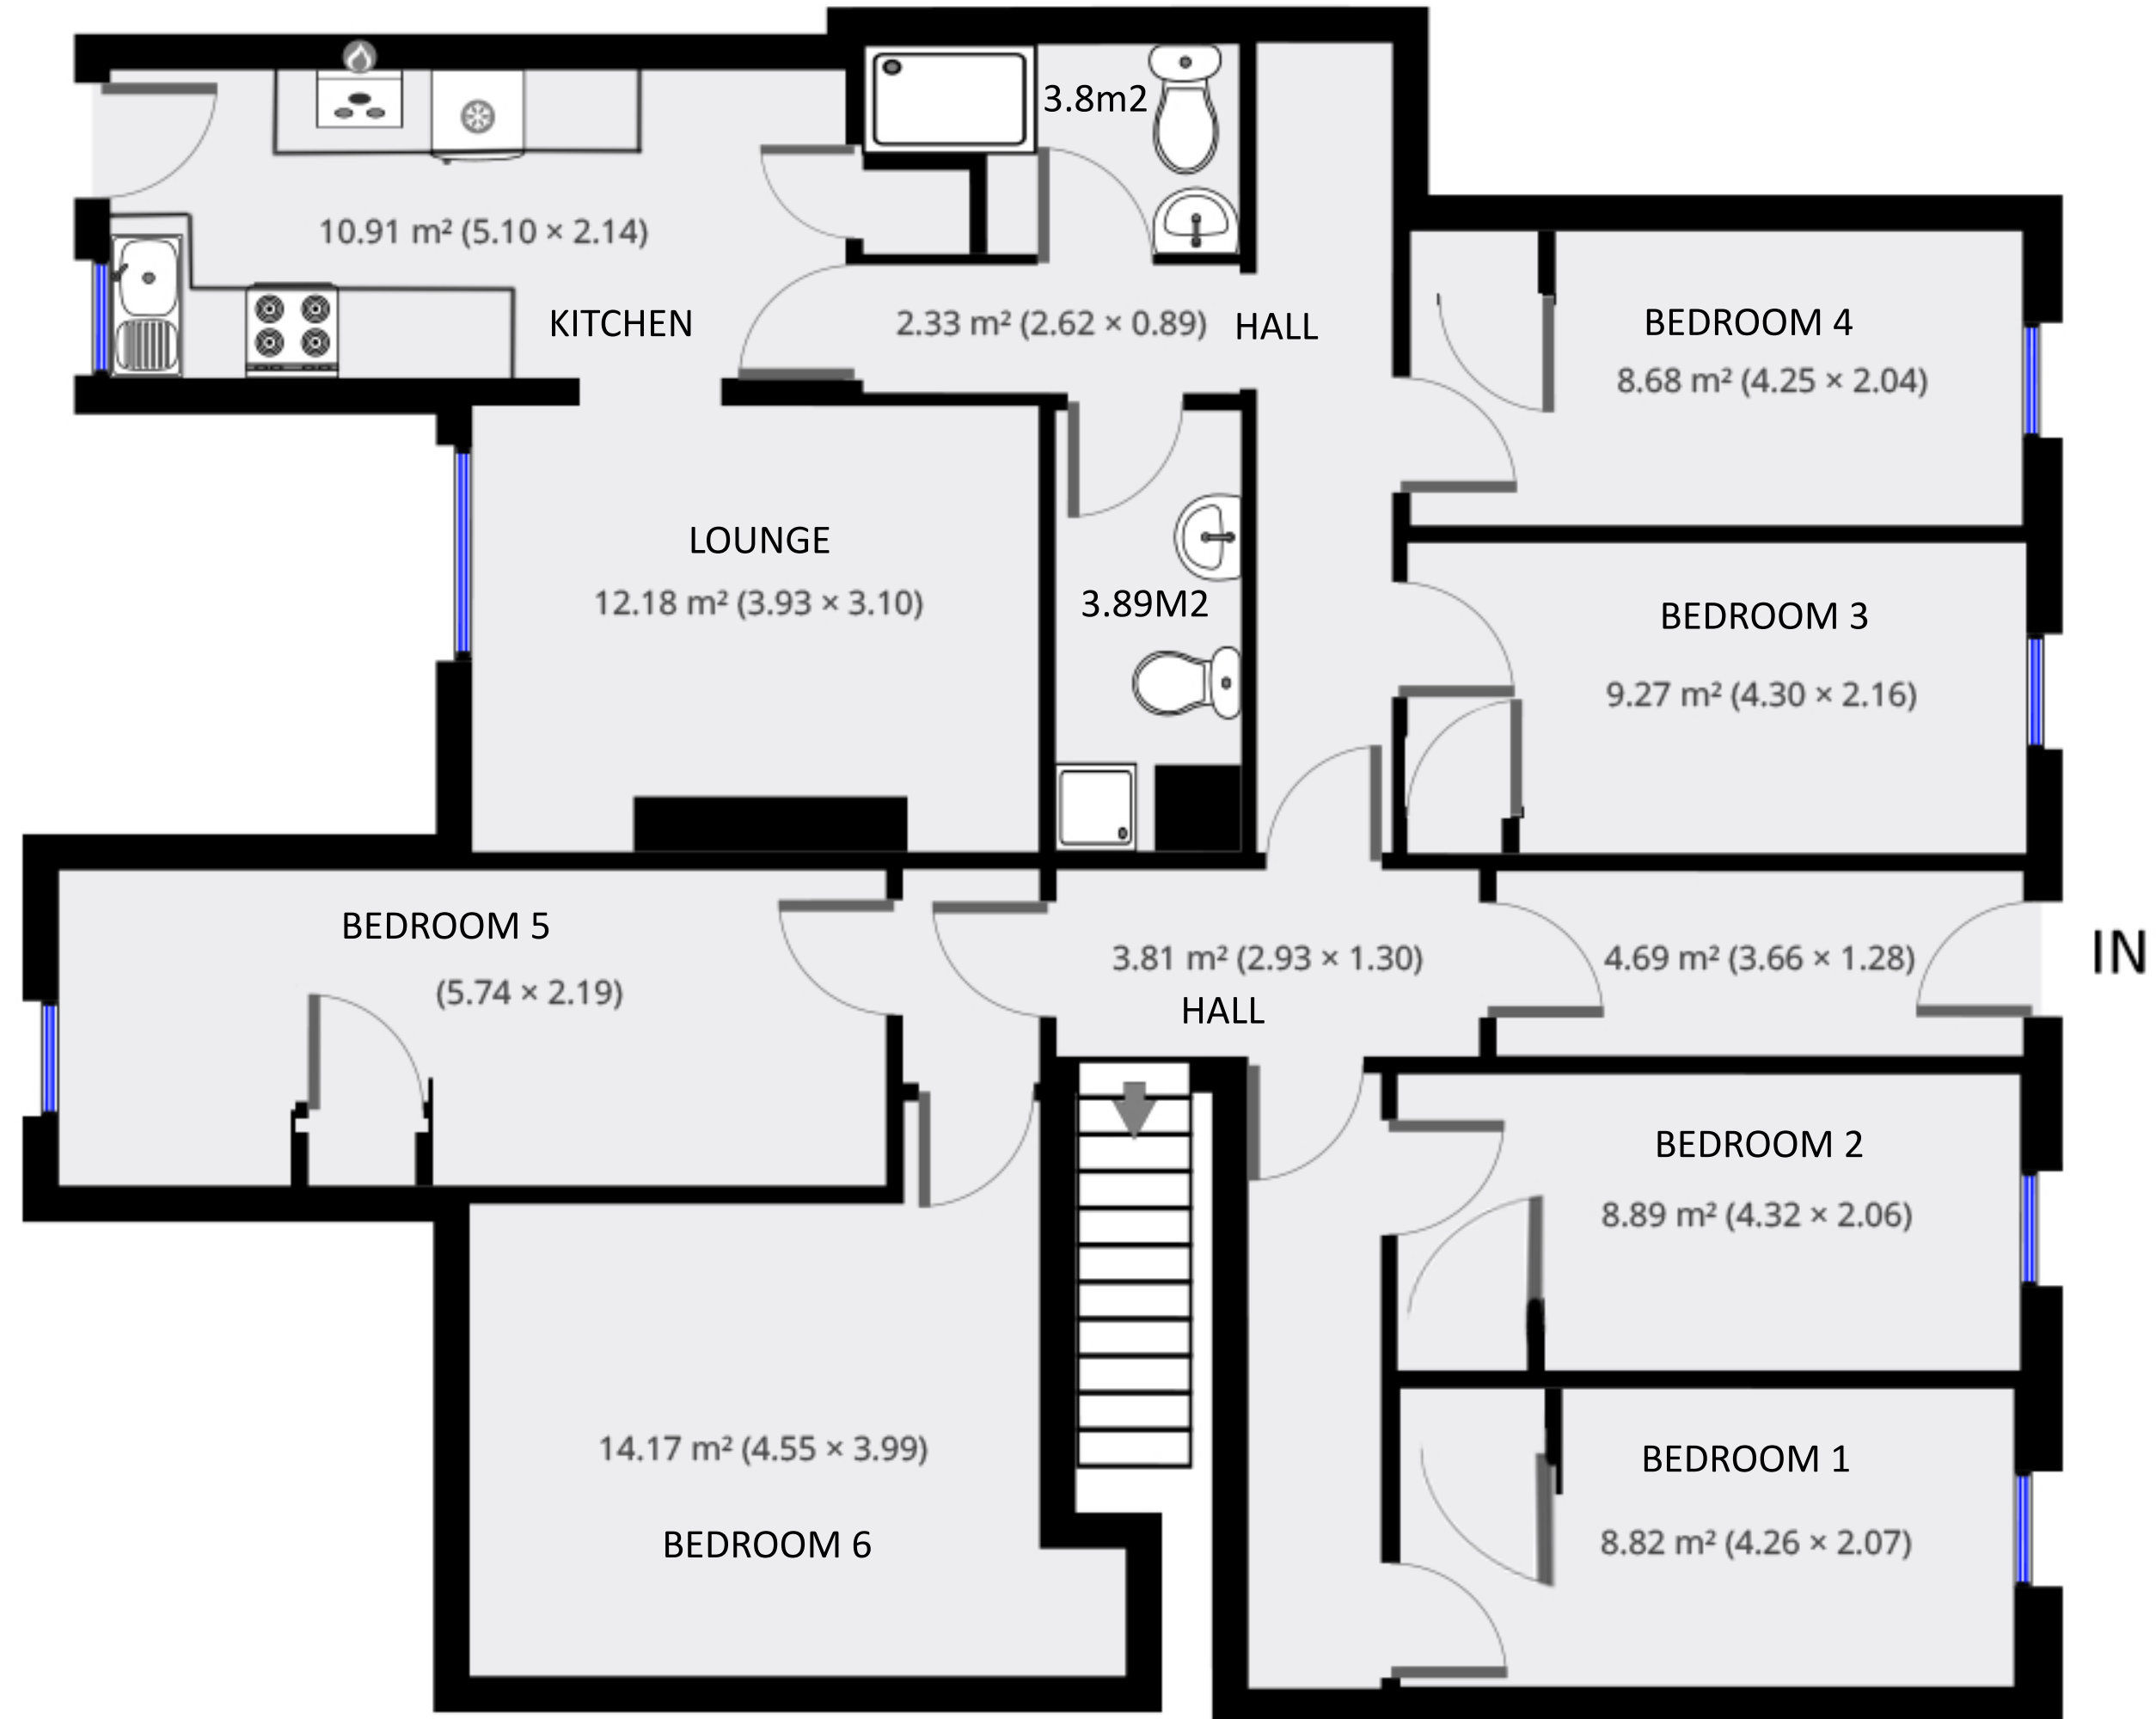 3.8m2
10.91 m² (5.10 × 2.14)
KITCHEN
2.33 m² (2.62 × 0.89)
HALL
BEDROOM 4
8.68 m² (4.25 × 2.04)
LOUNGE
12.18 m² (3.93 × 3.10)
3.89M2
BEDROOM 3
9.27 m² (4.30 × 2.16)
BEDROOM 5
(5.74 × 2.19)
3.81 m² (2.93 × 1.30)
HALL
4.69 m² (3.66 × 1.28)
IN
BEDROOM 2
8.89 m² (4.32 × 2.06)
14.17 m² (4.55 × 3.99)
BEDROOM 6
BEDROOM 1
8.82 m² (4.26 × 2.07)